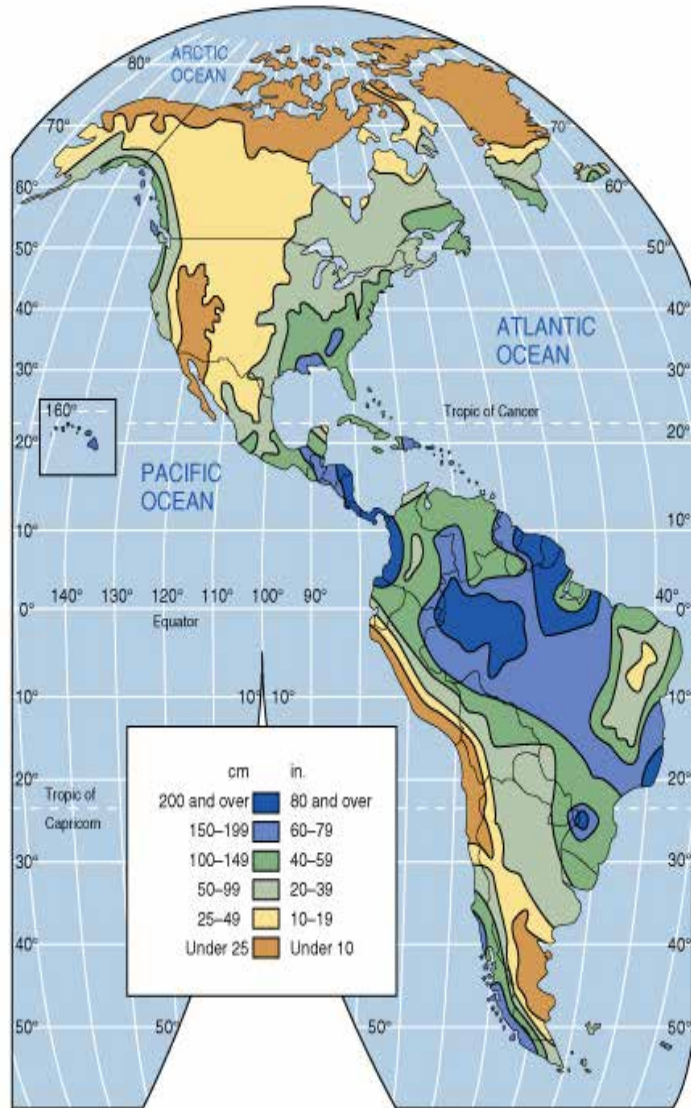 80°
ARCTIC
OCEAN
80°
70°
70°
60°
60°
50°
50°
40°
40°
ATLANTIC
OCEAN
30°
30°
160°
Tropic of Cancer
20°
20°
PACIFIC
OCEAN
10°
10°
140° 130° 120° 110° 100° 90°
40°
0°
0°
Equator
10°
10° 10°
10°
cm in.
20°
20°
Tropic of
Capricorn
200 and over 80 and over
150–199 60–79
100–149 40–59
30°
30°
50–99 20–39
25–49 10–19
Under 25 Under 10
40°
40°
50°
50°
50°
50°